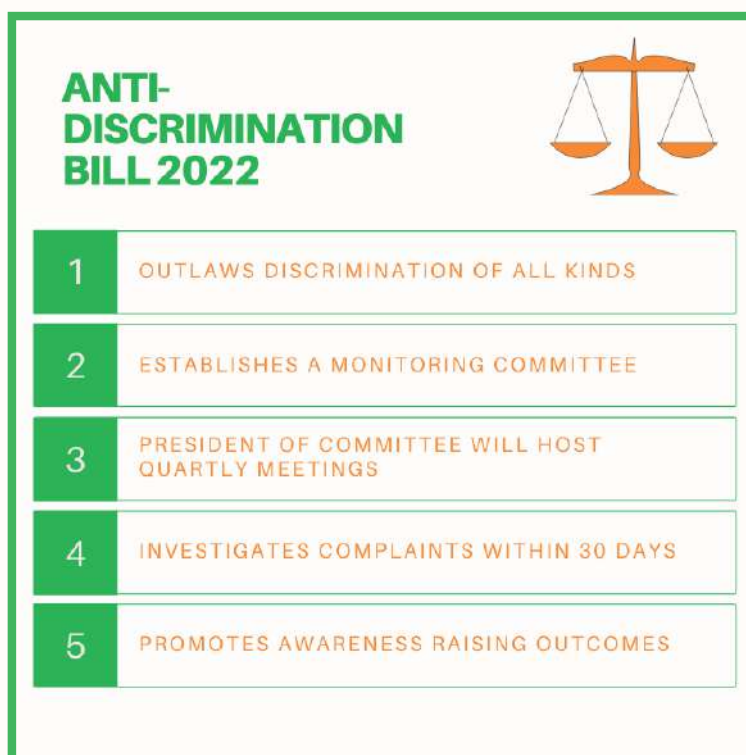 ANTI-
DISCRIMINATION
BILL 2022
1
OUTLAWS DISCRIMINATION OF ALL KINDS
2
ESTABLISHES A MONITORING COMMITTEE
3
PRESIDENT OF COMMITTEE WILL HOST
QUARTLY MEETINGS
4
INVESTIGATES COMPLAINTS WITHIN 30 DAYS
5
PROMOTES AWARENESS RAISING OUTCOMES